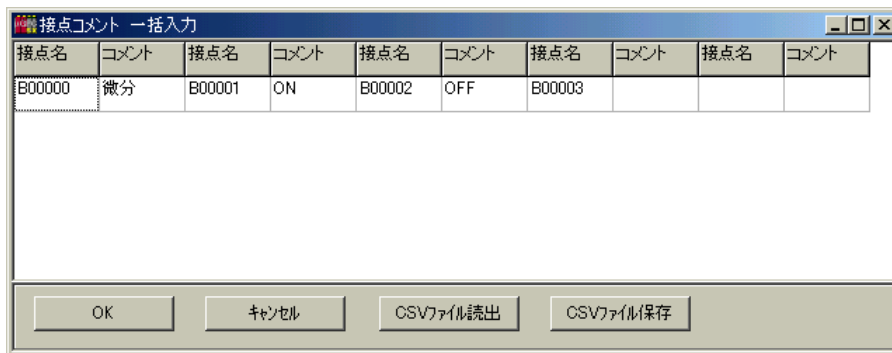 接点コメント 一括入力
接点名 コメント 接点名 コメント 接点名 コメント 接点名 コメント 接点名 コメント
B00000 微分 B00001 ON B00002 OFF B00003
OK キャンセル CSVファイル読出 CSVファイル保存